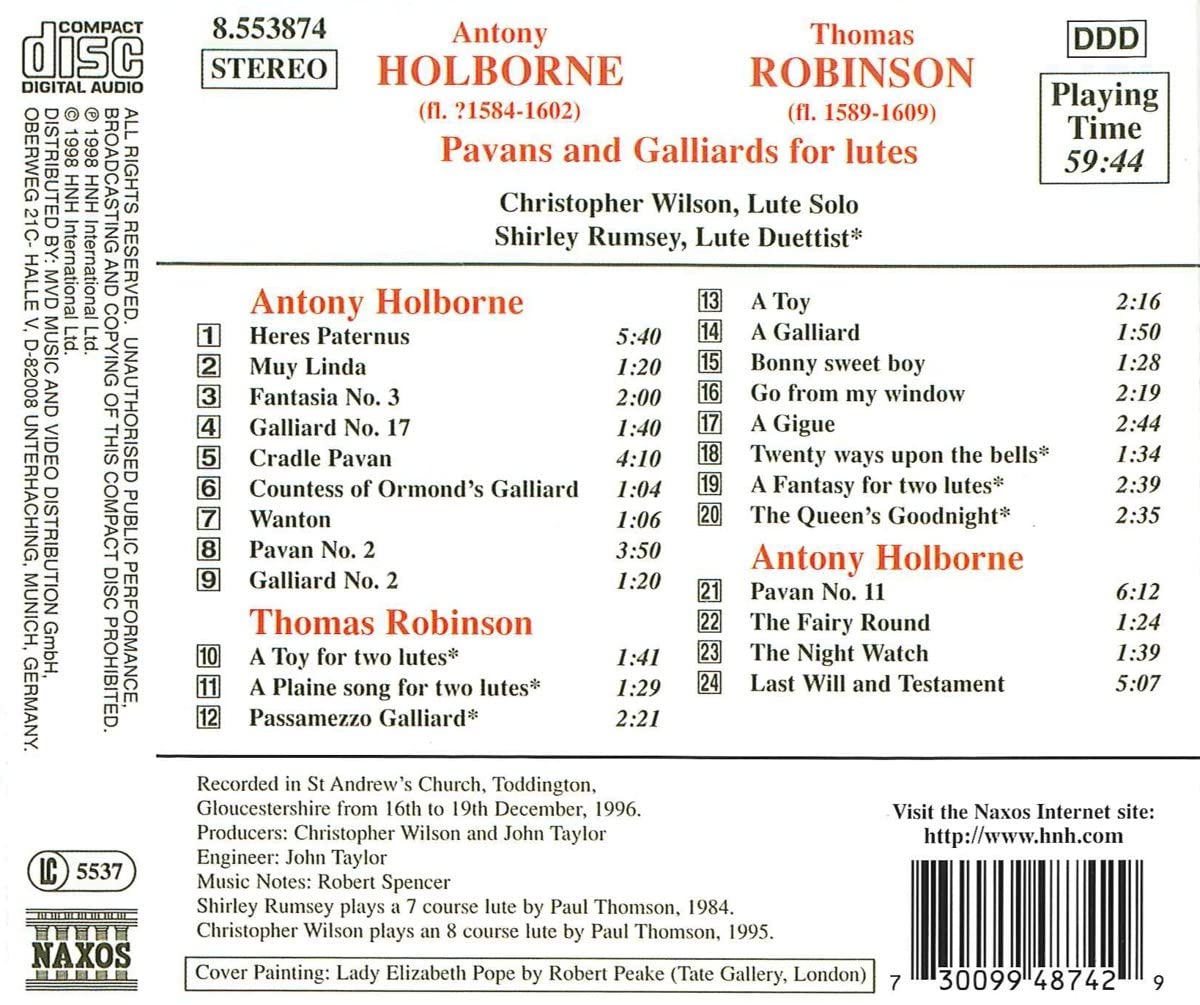 COMPACT
disc
DIGITAL AUDIO
8.553874
STEREO
Antony
HOLBORNE
(fl. ?1584-1602)
Thomas
ROBINSON
(fl. 1589-1609)
Pavans and Galliards for lutes
DDD
Playing
Time
59:44
Christopher Wilson, Lute Solo
Shirley Rumsey, Lute Duettist*
ALL RIGHTS RESERVED. UNAUTHORISED PUBLIC PERFORMANCE,
BROADCASTING AND COPYING OF THIS COMPACT DISC PROHIBITED.
℗ 1998 HNH International Ltd.
© 1998 HNH International Ltd.
DISTRIBUTED BY: MVD MUSIC AND VIDEO DISTRIBUTION GmbH,
OBERWEG 21C- HALLE V, D-82008 UNTERHACHING, MUNICH, GERMANY.
Antony Holborne
1 Heres Paternus 5:40
2 Muy Linda 1:20
3 Fantasia No. 3 2:00
4 Galliard No. 17 1:40
5 Cradle Pavan 4:10
6 Countess of Ormond's Galliard 1:04
7 Wanton 1:06
8 Pavan No. 2 3:50
9 Galliard No. 2 1:20
Thomas Robinson
10 A Toy for two lutes* 1:41
11 A Plaine song for two lutes* 1:29
12 Passamezzo Galliard* 2:21
13 A Toy 2:16
14 A Galliard 1:50
15 Bonny sweet boy 1:28
16 Go from my window 2:19
17 A Gigue 2:44
18 Twenty ways upon the bells* 1:34
19 A Fantasy for two lutes* 2:39
20 The Queen's Goodnight* 2:35
Antony Holborne
21 Pavan No. 11 6:12
22 The Fairy Round 1:24
23 The Night Watch 1:39
24 Last Will and Testament 5:07
Recorded in St Andrew's Church, Toddington,
Gloucestershire from 16th to 19th December, 1996.
Producers: Christopher Wilson and John Taylor
Engineer: John Taylor
Music Notes: Robert Spencer
Shirley Rumsey plays a 7 course lute by Paul Thomson, 1984.
Christopher Wilson plays an 8 course lute by Paul Thomson, 1995.
Cover Painting: Lady Elizabeth Pope by Robert Peake (Tate Gallery, London)
Visit the Naxos Internet site:
http://www.hnh.com
7 30099 48742 9
LC 5537
NAXOS